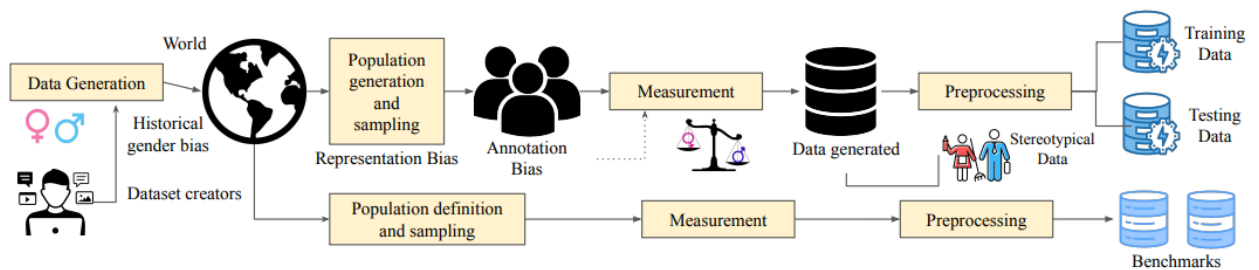 World
Data Generation
Historical
gender bias
Dataset creators
Population
generation
and
sampling
Representation Bias
Annotation
Bias
Measurement
Data generated
Preprocessing
Stereotypical
Data
Training
Data
Testing
Data
Population definition
and sampling
Measurement
Preprocessing
Benchmarks